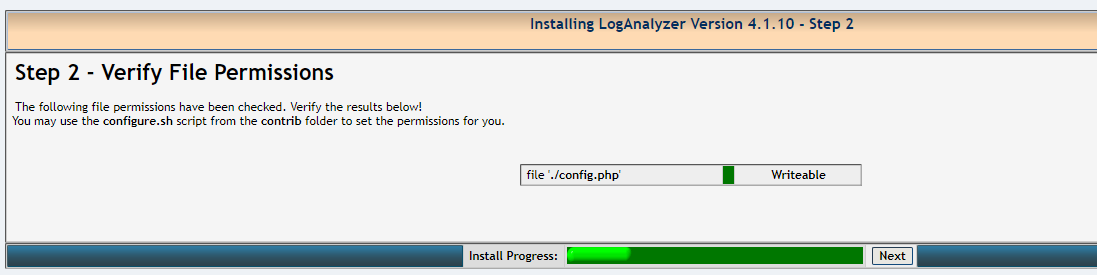 Installing LogAnalyzer Version 4.1.10 - Step 2
Step 2 - Verify File Permissions
The following file permissions have been checked. Verify the results below!
You may use the configure.sh script from the contrib folder to set the permissions for you.
file './config.php' Writeable
Install Progress: Next